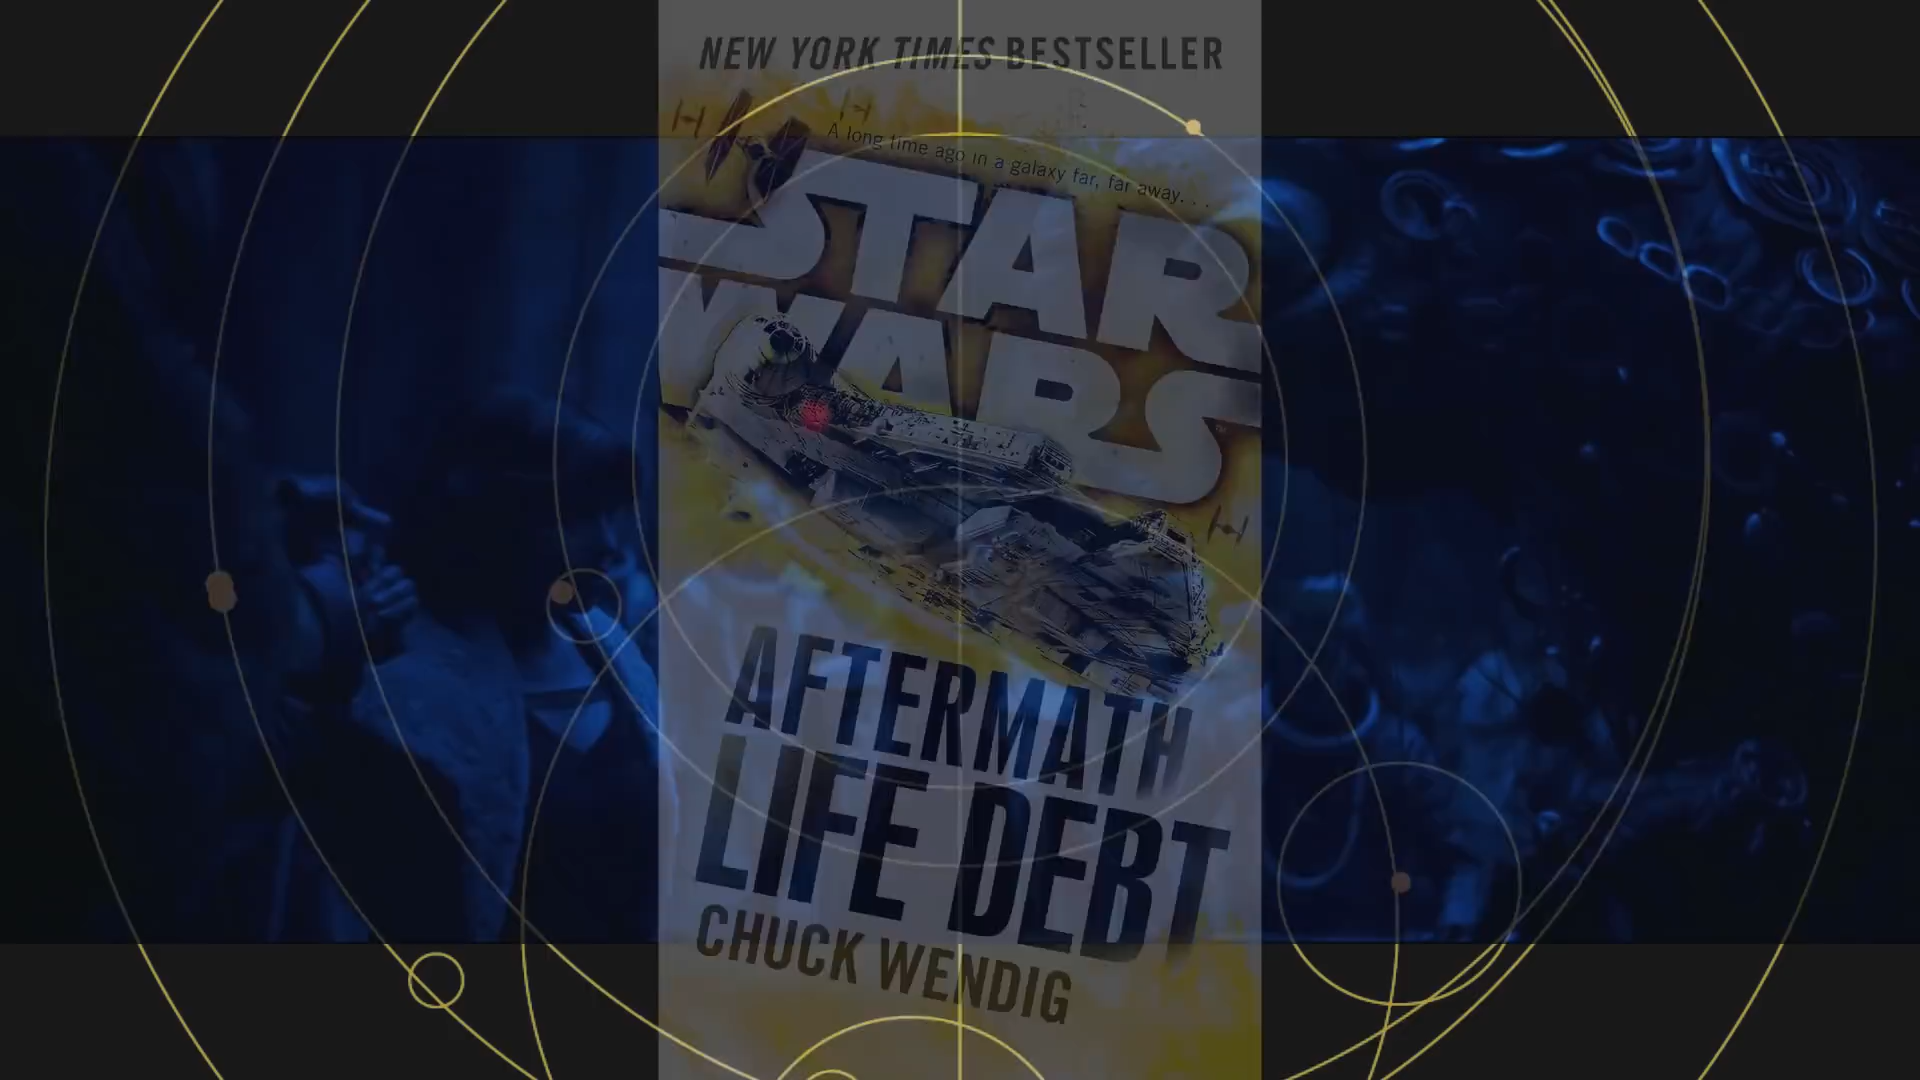 NEW YORK TIMES BESTSELLER
A long time ago in a galaxy far, far away. . .
STAR
WARS
TM
AFTERMATH
LIFE DEBT
CHUCK WENDIG